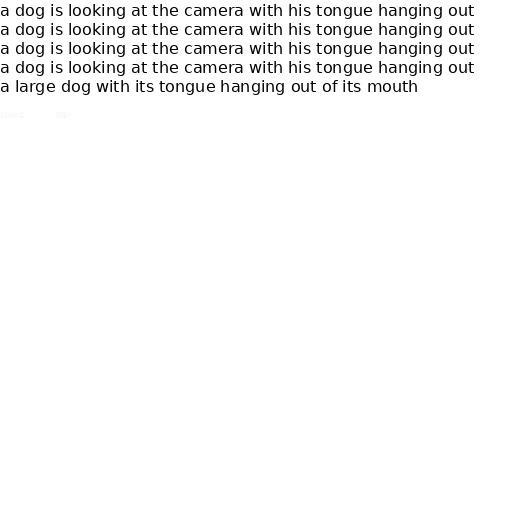 a dog is looking at the camera with his tongue hanging out
a dog is looking at the camera with his tongue hanging out
a dog is looking at the camera with his tongue hanging out
a dog is looking at the camera with his tongue hanging out
a large dog with its tongue hanging out of its mouth